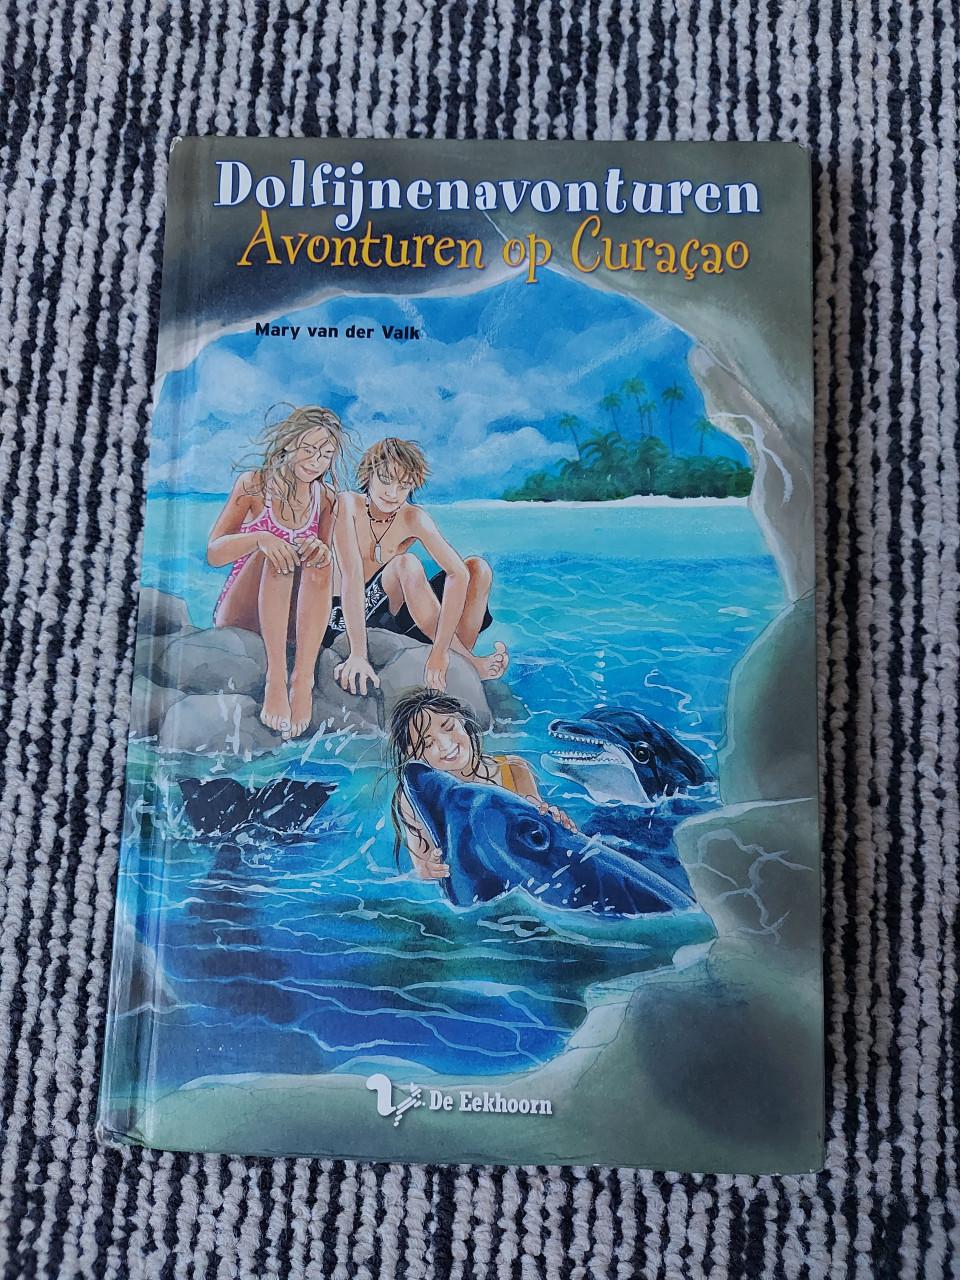 Dolfijnenavonturen
Avonturen op Curaçao
Mary van der Valk
De Eekhoorn